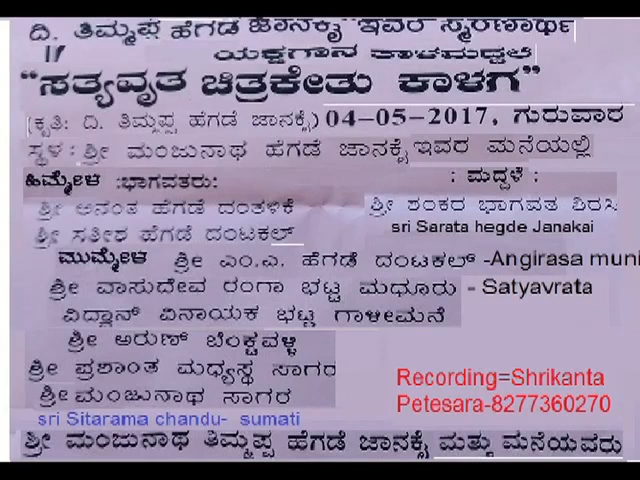 ದಿ. ತಿಮ್ಮಪ್ಪ ಹೆಗಡೆ ಜಾನಕೈ ಇವರ ಸ್ಮರಣಾರ್ಥ
ಯಕ್ಷಗಾನ ತಾಳಮದ್ದಲೆ
“ಸತ್ಯವೃತ ಚಿತ್ರಕೇತು ಕಾಳಗ”
(ಕೃತಿ: ದಿ. ತಿಮ್ಮಪ್ಪ ಹೆಗಡೆ ಜಾನಕೈ) 04-05-2017, ಗುರುವಾರ
ಸ್ಥಳ : ಶ್ರೀ ಮಂಜುನಾಥ ಹೆಗಡೆ ಜಾನಕೈ ಇವರ ಮನೆಯಲ್ಲಿ
ಹಿಮ್ಮೇಳ :ಭಾಗವತರು: : ಮದ್ದಳೆ :
ಶ್ರೀ ಅನಂತ ಹೆಗಡೆ ದಂತಳಿಕೆ ಶ್ರೀ ಶಂಕರ ಭಾಗವತ ಶಿರಸಿ
ಶ್ರೀ ಸತೀಶ ಹೆಗಡೆ ದಂಟಕಲ್ sri Sarata hegde Janakai
ಮುಮ್ಮೇಳ ಶ್ರೀ ಎಂ.ಎ. ಹೆಗಡೆ ದಂಟಕಲ್ -Angirasa muni
ಶ್ರೀ ವಾಸುದೇವ ರಂಗಾ ಭಟ್ಟ ಮಧೂರು - Satyavrata
ವಿದ್ವಾನ್ ವಿನಾಯಕ ಭಟ್ಟ ಗಾಳೀಮನೆ
ಶ್ರೀ ಅರುಣ್ ಬೆಂಕ್ಟವಳ್ಳಿ
ಶ್ರೀ ಪ್ರಶಾಂತ ಮಧ್ಯಸ್ಥ ಸಾಗರ
ಶ್ರೀ ಮಂಜುನಾಥ ಸಾಗರ
sri Sitarama chandu- sumati
Recording=Shrikanta
Petesara-8277360270
ಶ್ರೀ ಮಂಜುನಾಥ ತಿಮ್ಮಪ್ಪ ಹೆಗಡೆ ಜಾನಕೈ ಮತ್ತು ಮನೆಯವರು